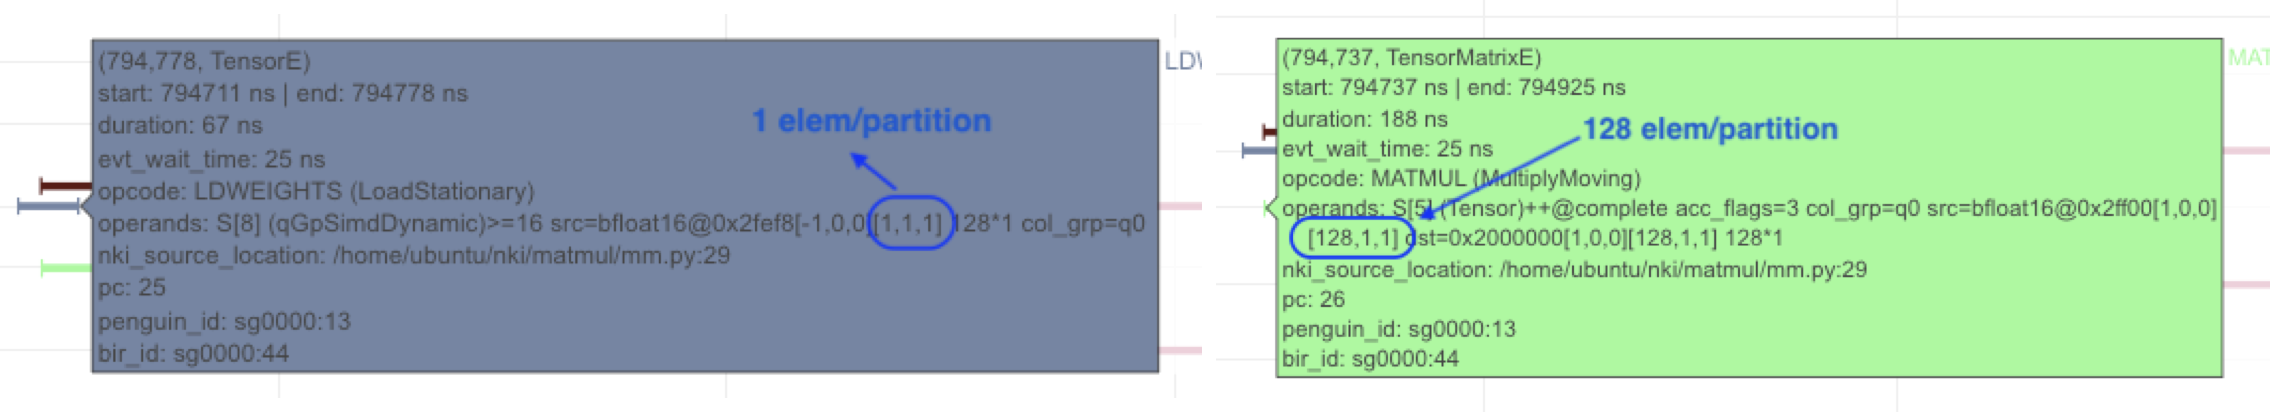 (794,778, TensorE)
start: 794711 ns | end: 794778 ns
duration: 67 ns
evt_wait_time: 25 ns
opcode: LDWEIGHTS (LoadStationary)
operands: S[8] (qGpSimdDynamic)>=16 src=bfloat16@0x2fef8[-1,0,0][1,1,1] 128*1 col_grp=q0
nki_source_location: /home/ubuntu/nki/matmul/mm.py:29
pc: 25
penguin_id: sg0000:13
bir_id: sg0000:44
1 elem/partition
(794,737, TensorMatrixE)
start: 794737 ns | end: 794925 ns
duration: 188 ns
evt_wait_time: 25 ns
opcode: MATMUL (MultiplyMoving)
operands: S[5] (Tensor)++@complete acc_flags=3 col_grp=q0 src=bfloat16@0x2ff00[1,0,0]
[128,1,1] dst=0x2000000[1,0,0][128,1,1] 128*1
nki_source_location: /home/ubuntu/nki/matmul/mm.py:29
pc: 26
penguin_id: sg0000:13
bir_id: sg0000:44
128 elem/partition
MAT